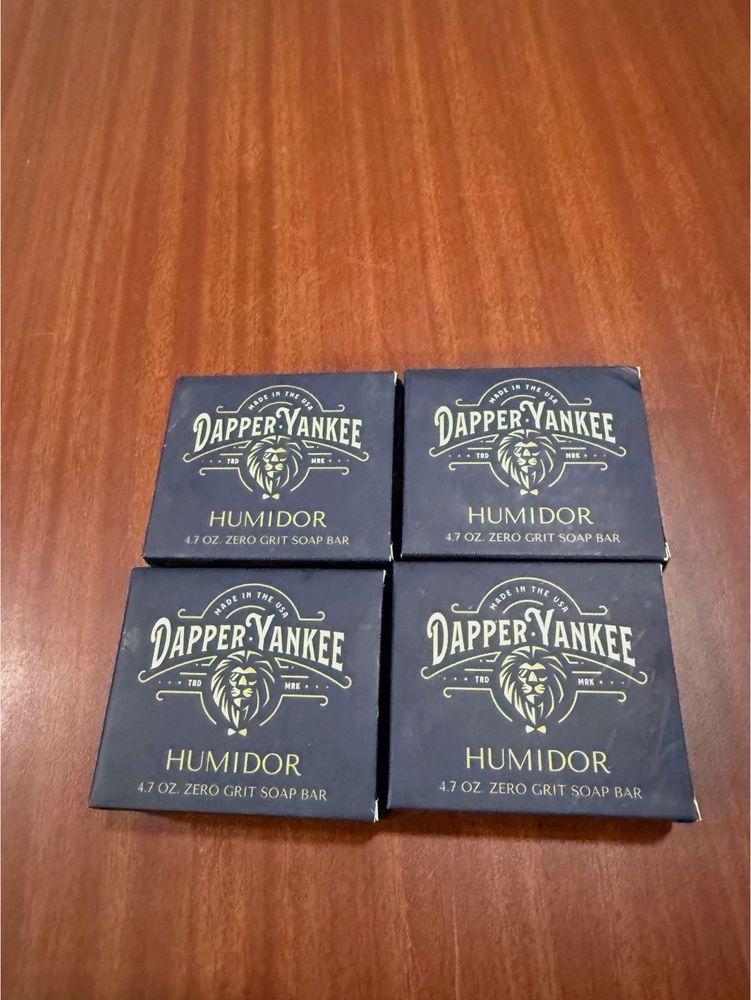 MADE IN THE USA
DAPPER·YANKEE
TRD MRK
HUMIDOR
4.7 OZ. ZERO GRIT SOAP BAR
MADE IN THE USA
DAPPER·YANKEE
TRD MRK
HUMIDOR
4.7 OZ. ZERO GRIT SOAP BAR
MADE IN THE USA
DAPPER·YANKEE
TRD MRK
HUMIDOR
4.7 OZ. ZERO GRIT SOAP BAR
MADE IN THE USA
DAPPER·YANKEE
TRD MRK
HUMIDOR
4.7 OZ. ZERO GRIT SOAP BAR